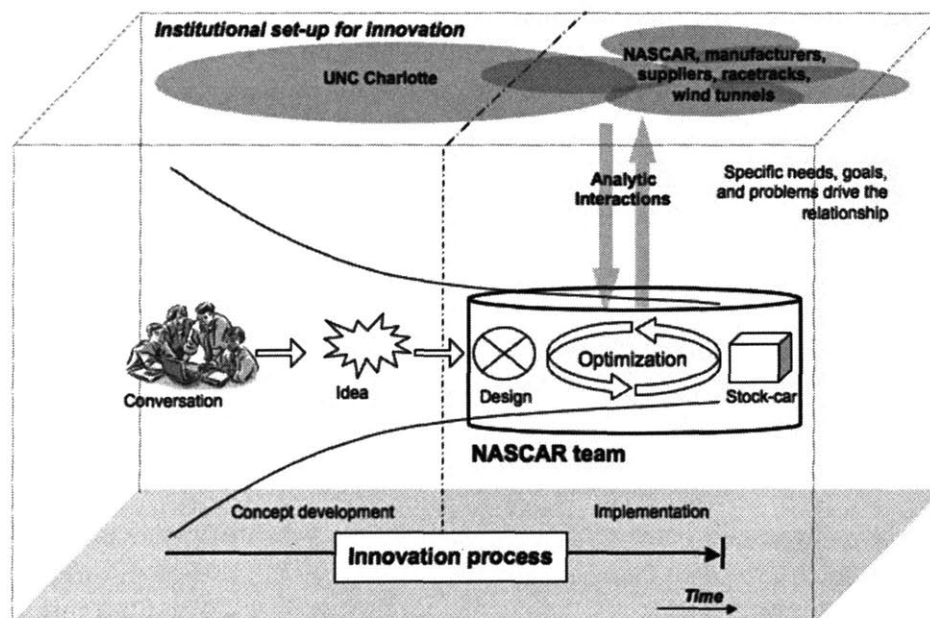 Institutional set-up for innovation
UNC Charlotte
NASCAR, manufacturers,
suppliers, racetracks,
wind tunnels
Analytic
Interactions
Specific needs, goals,
and problems drive the
relationship
Conversation
Idea
Design
Optimization
Stock-car
NASCAR team
Concept development
Implementation
Innovation process
Time